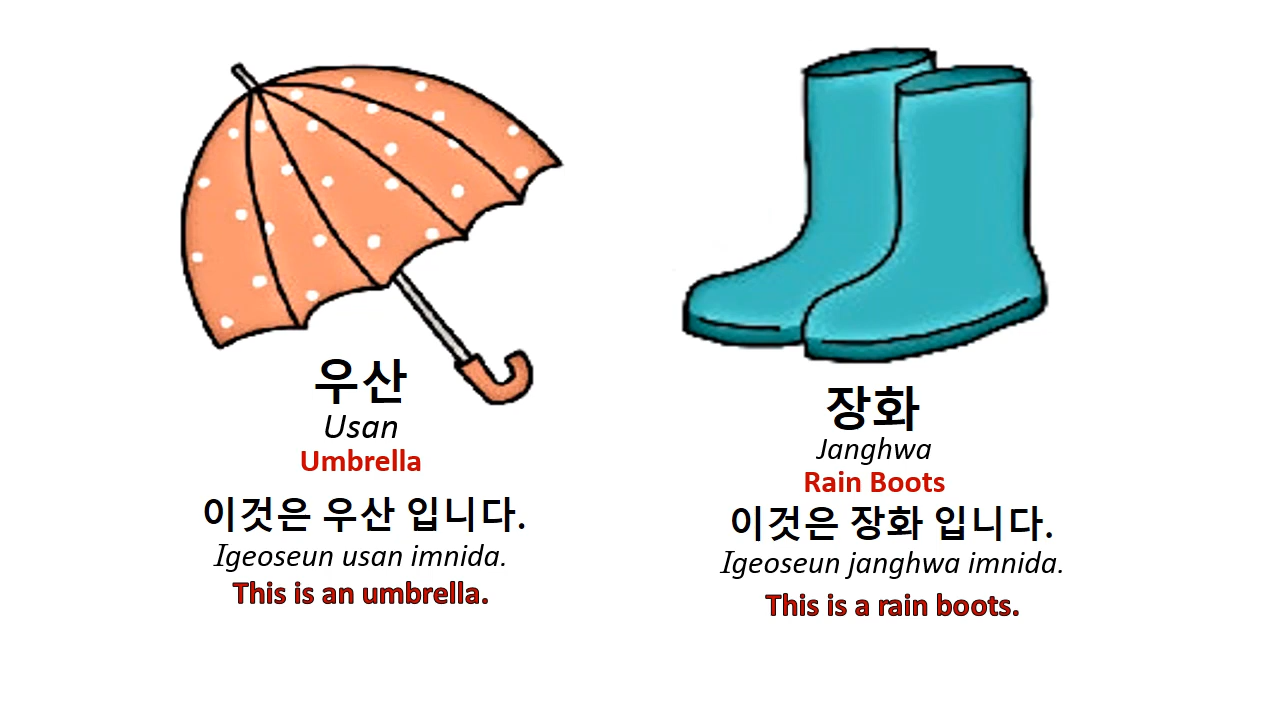 우산
Usan
Umbrella
이것은 우산 입니다.
Igeoseun usan imnida.
This is an umbrella.
장화
Janghwa
Rain Boots
이것은 장화 입니다.
Igeoseun janghwa imnida.
This is a rain boots.